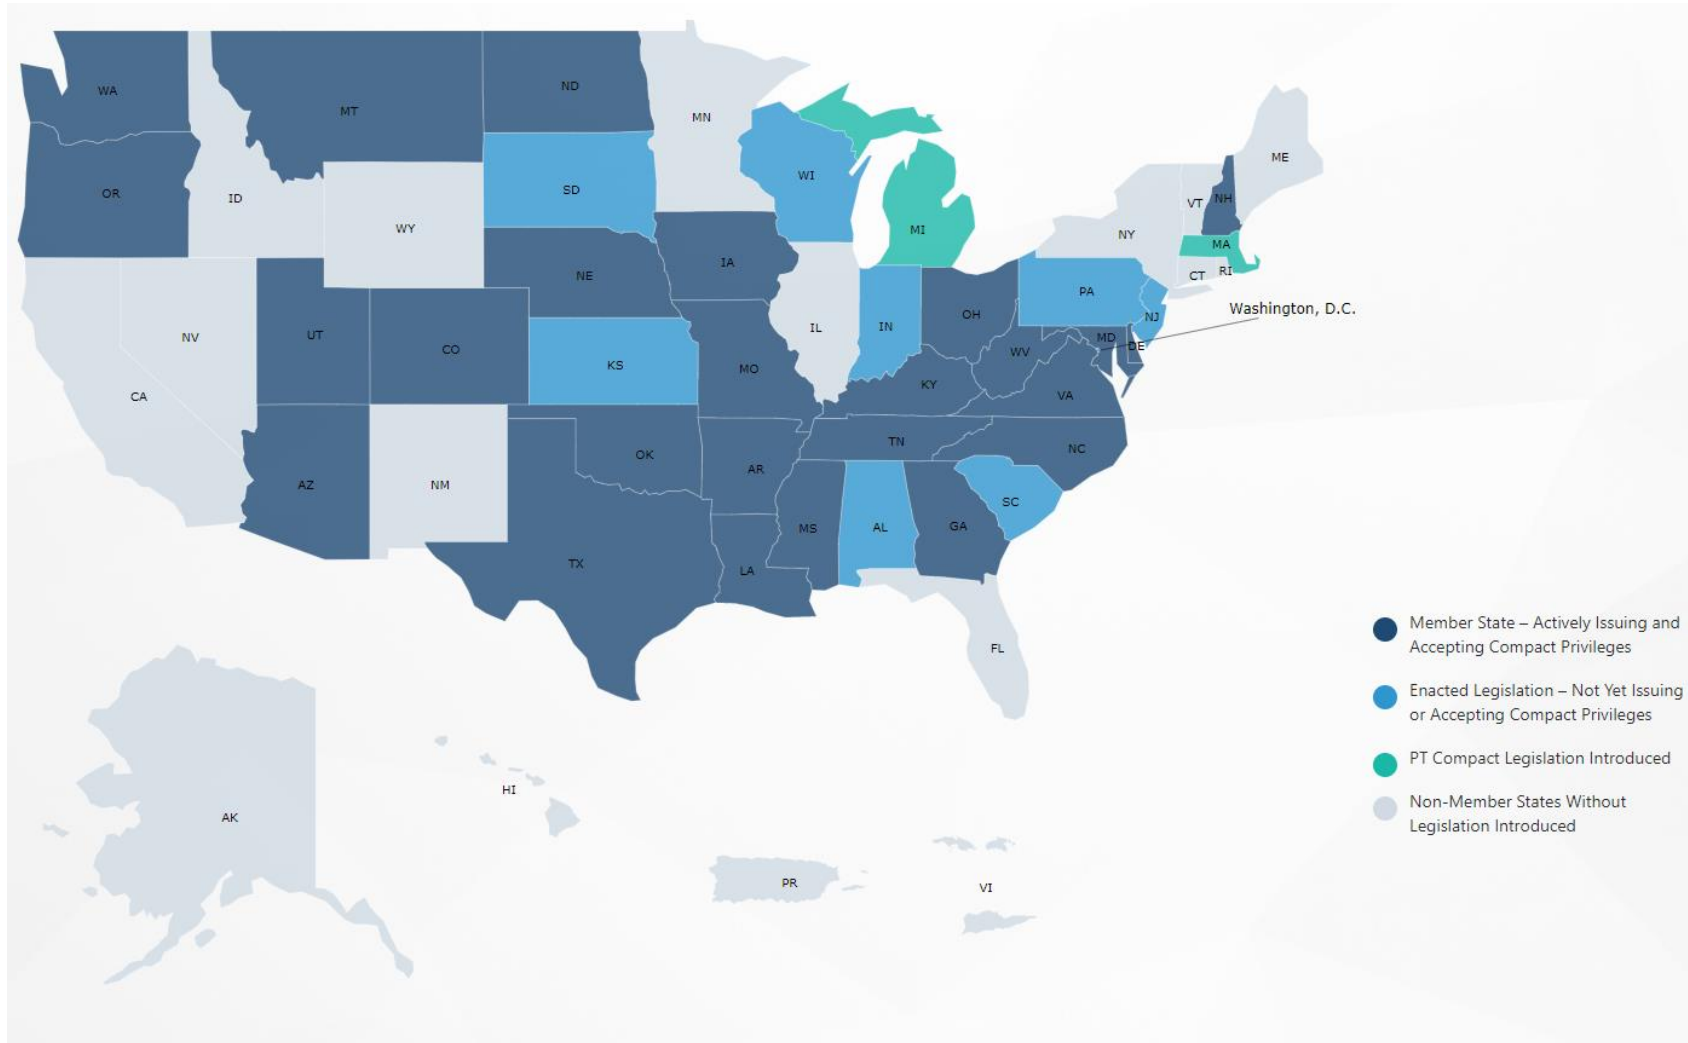 WA
MT
ND
MN
OR
ID
WY
SD
WI
MI
ME
VT
NH
NY
MA
CT
RI
NV
UT
CO
NE
IA
IL
IN
OH
PA
NJ
Washington, D.C.
CA
KS
MO
KY
WV
MD
DE
VA
AZ
NM
OK
AR
TN
NC
TX
LA
MS
AL
GA
SC
FL
AK
HI
PR
VI
Member State – Actively Issuing and
Accepting Compact Privileges
Enacted Legislation – Not Yet Issuing
or Accepting Compact Privileges
PT Compact Legislation Introduced
Non-Member States Without
Legislation Introduced